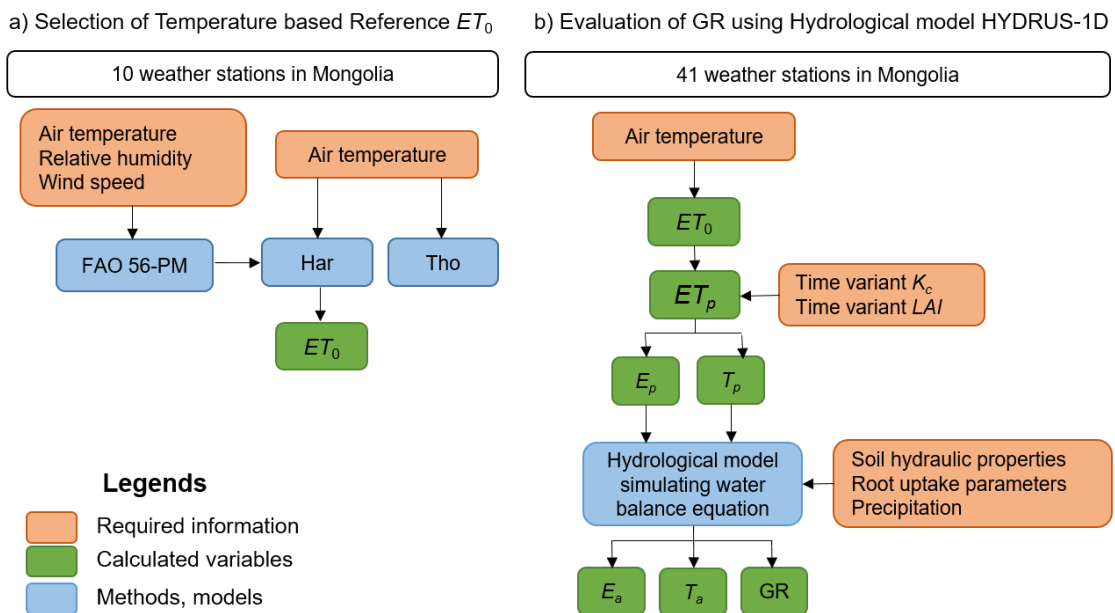 a) Selection of Temperature based Reference ET₀
10 weather stations in Mongolia
Air temperature
Relative humidity
Wind speed
Air temperature
FAO 56-PM
Har
Tho
ET₀
b) Evaluation of GR using Hydrological model HYDRUS-1D
41 weather stations in Mongolia
Air temperature
ET₀
ETₚ
Time variant K_c
Time variant LAI
Eₚ
Tₚ
Hydrological model
simulating water
balance equation
Soil hydraulic properties
Root uptake parameters
Precipitation
Eₐ
Tₐ
GR
Legends
Required information
Calculated variables
Methods, models